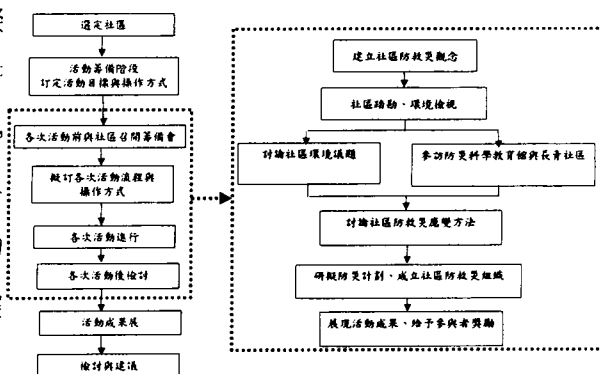 選定社區
活動籌備階段
訂定活動目標與操作方式
各次活動前與社區召開籌備會
擬訂各次活動流程與
操作方式
各次活動進行
各次活動後檢討
活動成果展
檢討與建議
建立社區防救災觀念
社區踏勘、環境檢視
討論社區環境議題
參訪防災科學教育館與長青社區
討論社區防救災應變方法
研擬防災計劃、成立社區防救災組織
展現活動成果、給予參與者獎勵